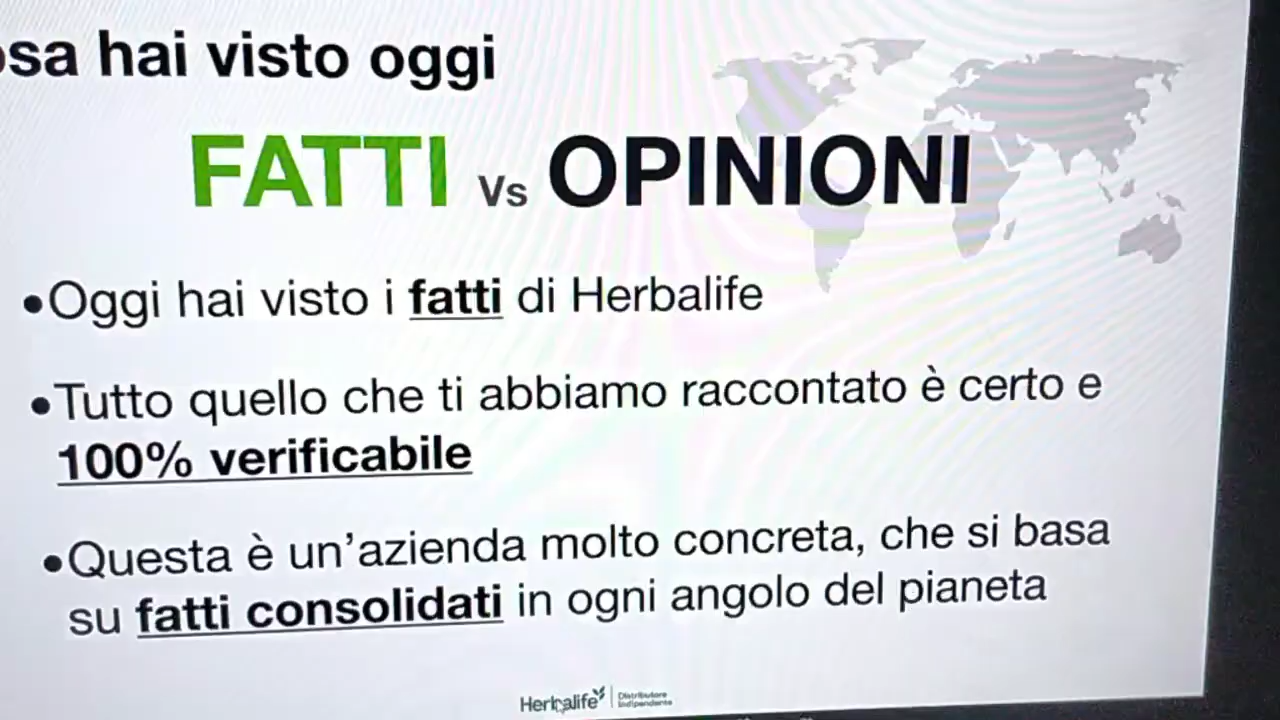 osa hai visto oggi
FATTI Vs OPINIONI
•Oggi hai visto i fatti di Herbalife
•Tutto quello che ti abbiamo raccontato è certo e
100% verificabile
•Questa è un'azienda molto concreta, che si basa
su fatti consolidati in ogni angolo del pianeta
Herbalife | Distributore
Indipendente